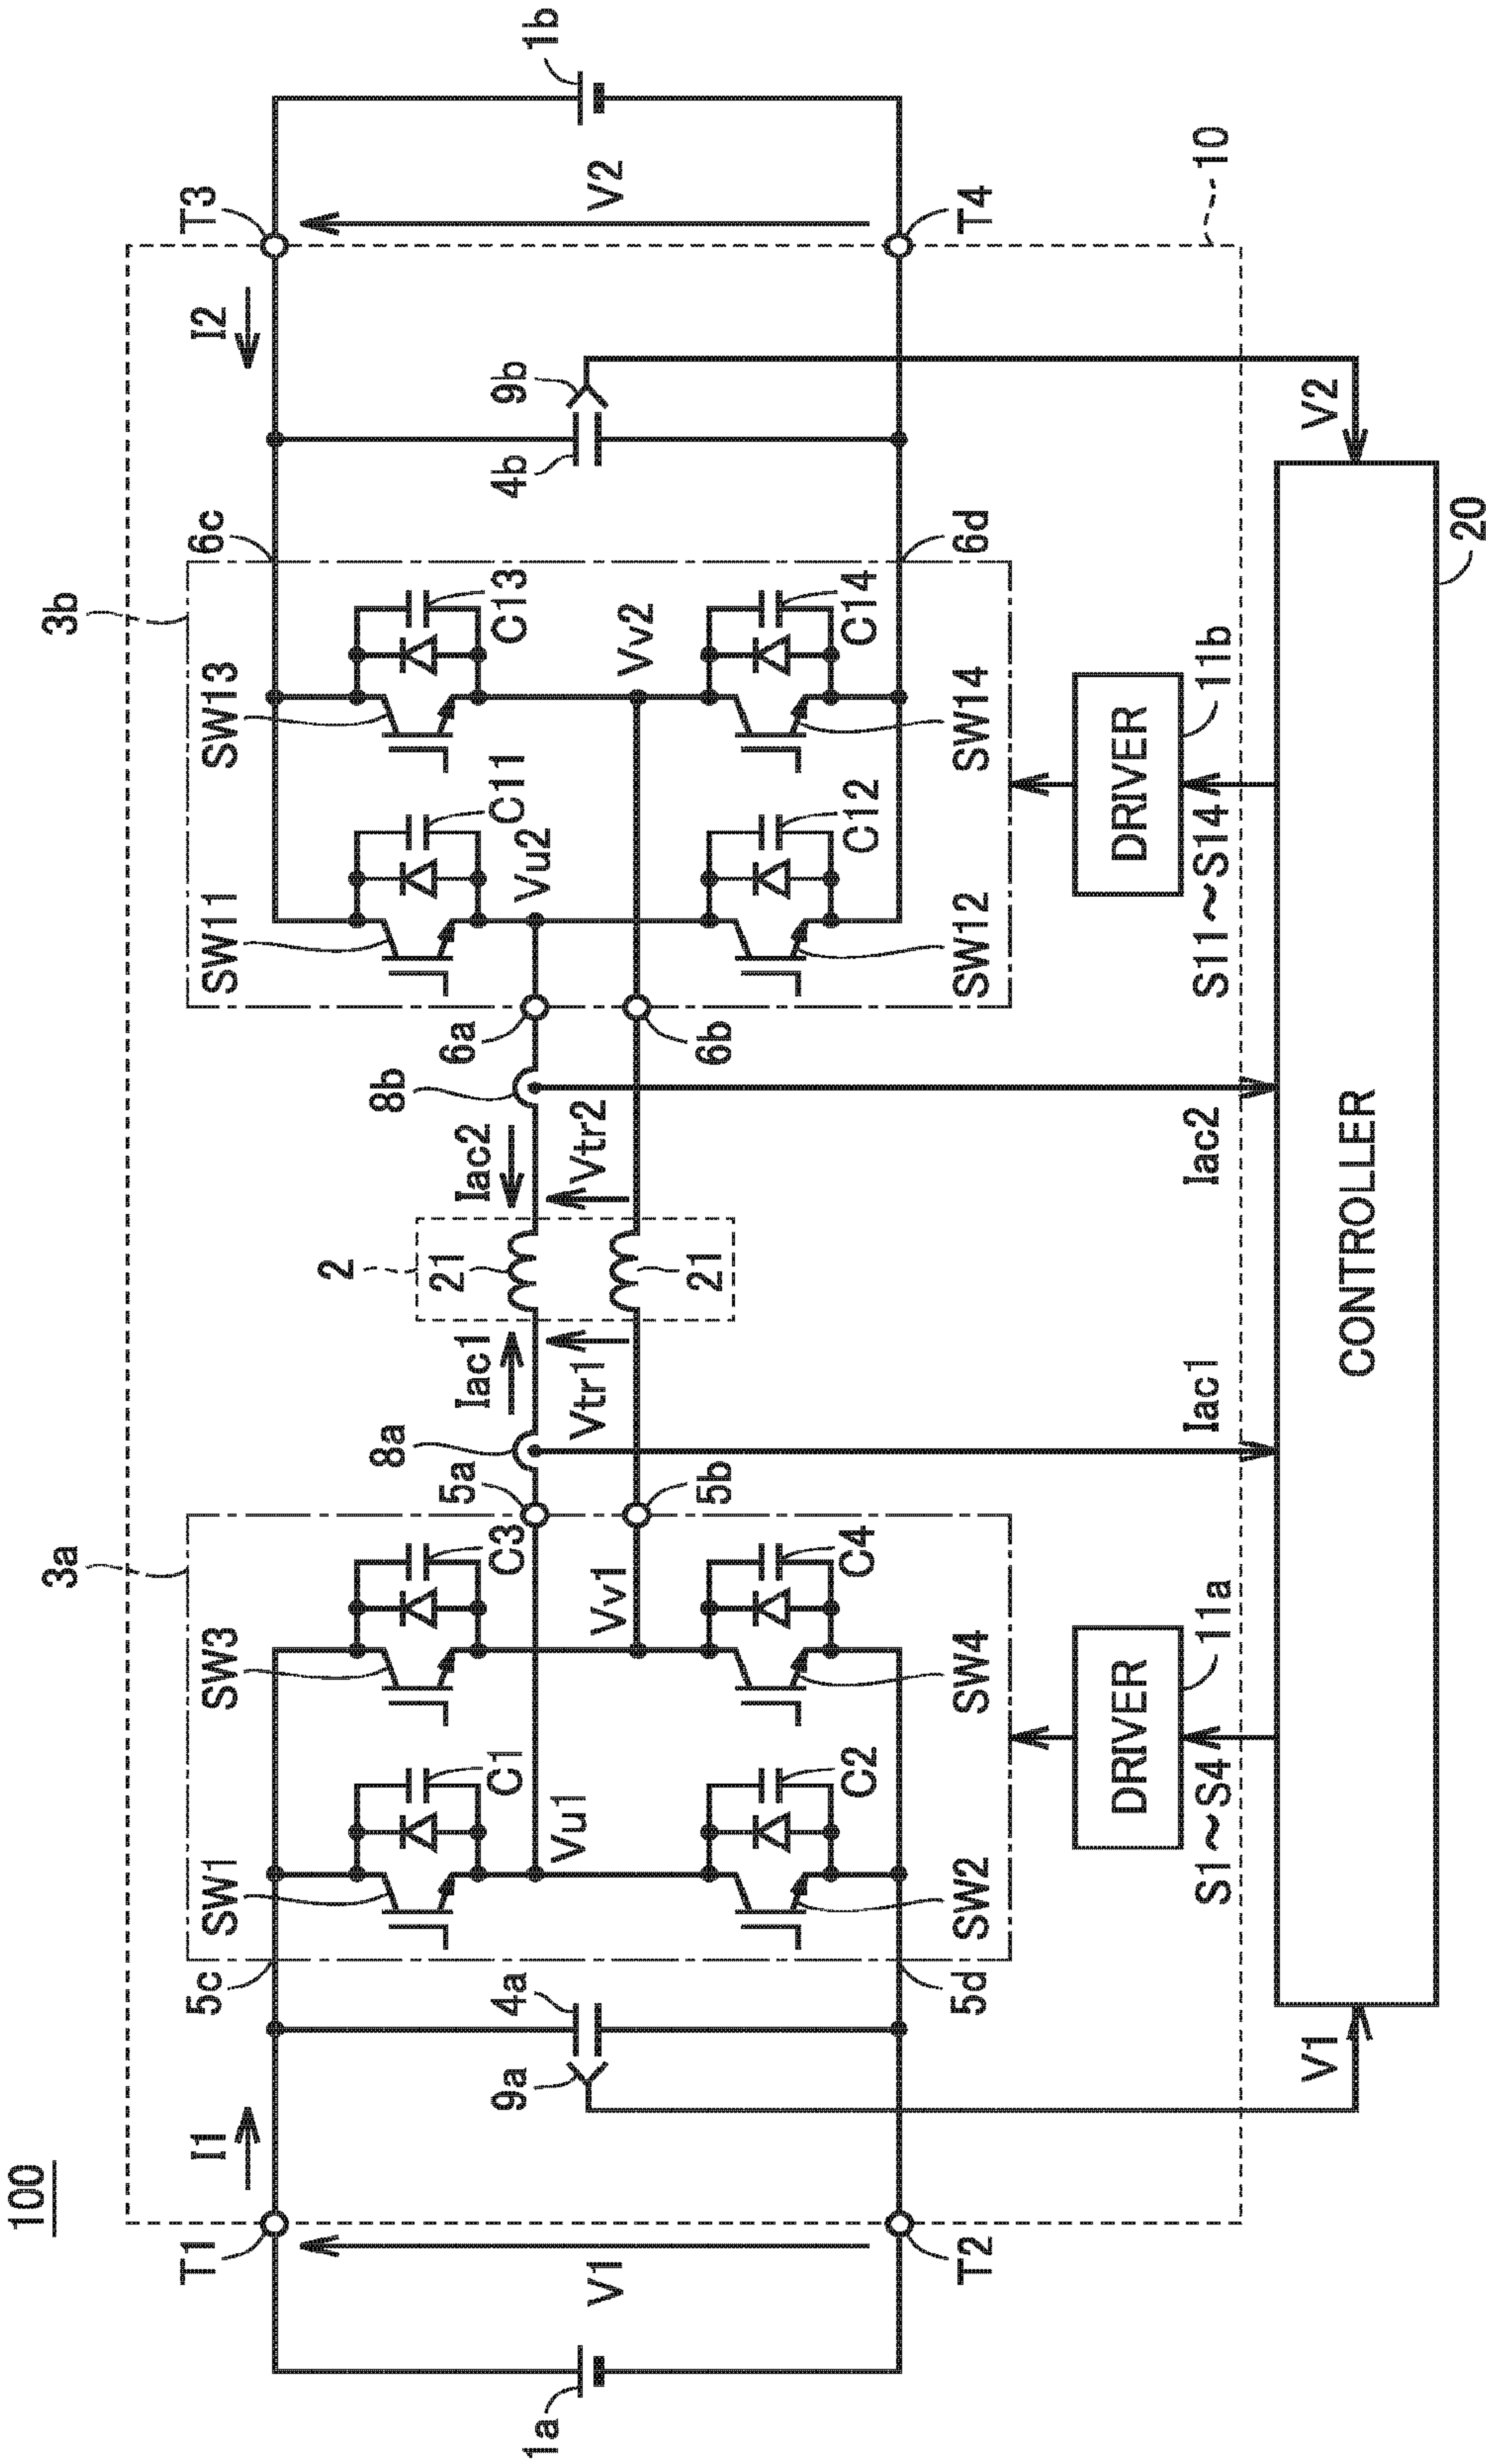 100
3a
3b
T1
I1
5c
SW1
SW3
SW11
SW13
6c
I2
T3
C1
C3
C11
C13
8a
2
8b
5a
Iac1
21
Iac2
6a
1a
V1
9a
4a
Vu1
Vv1
Vtr1
Vtr2
Vu2
Vv2
4b
9b
V2
1b
5b
21
6b
C2
C4
C12
C14
T2
5d
SW2
SW4
SW12
SW14
6d
T4
DRIVER
DRIVER
S1~S4
11a
Iac1
Iac2
S11~S14
11b
10
V1
CONTROLLER
V2
20